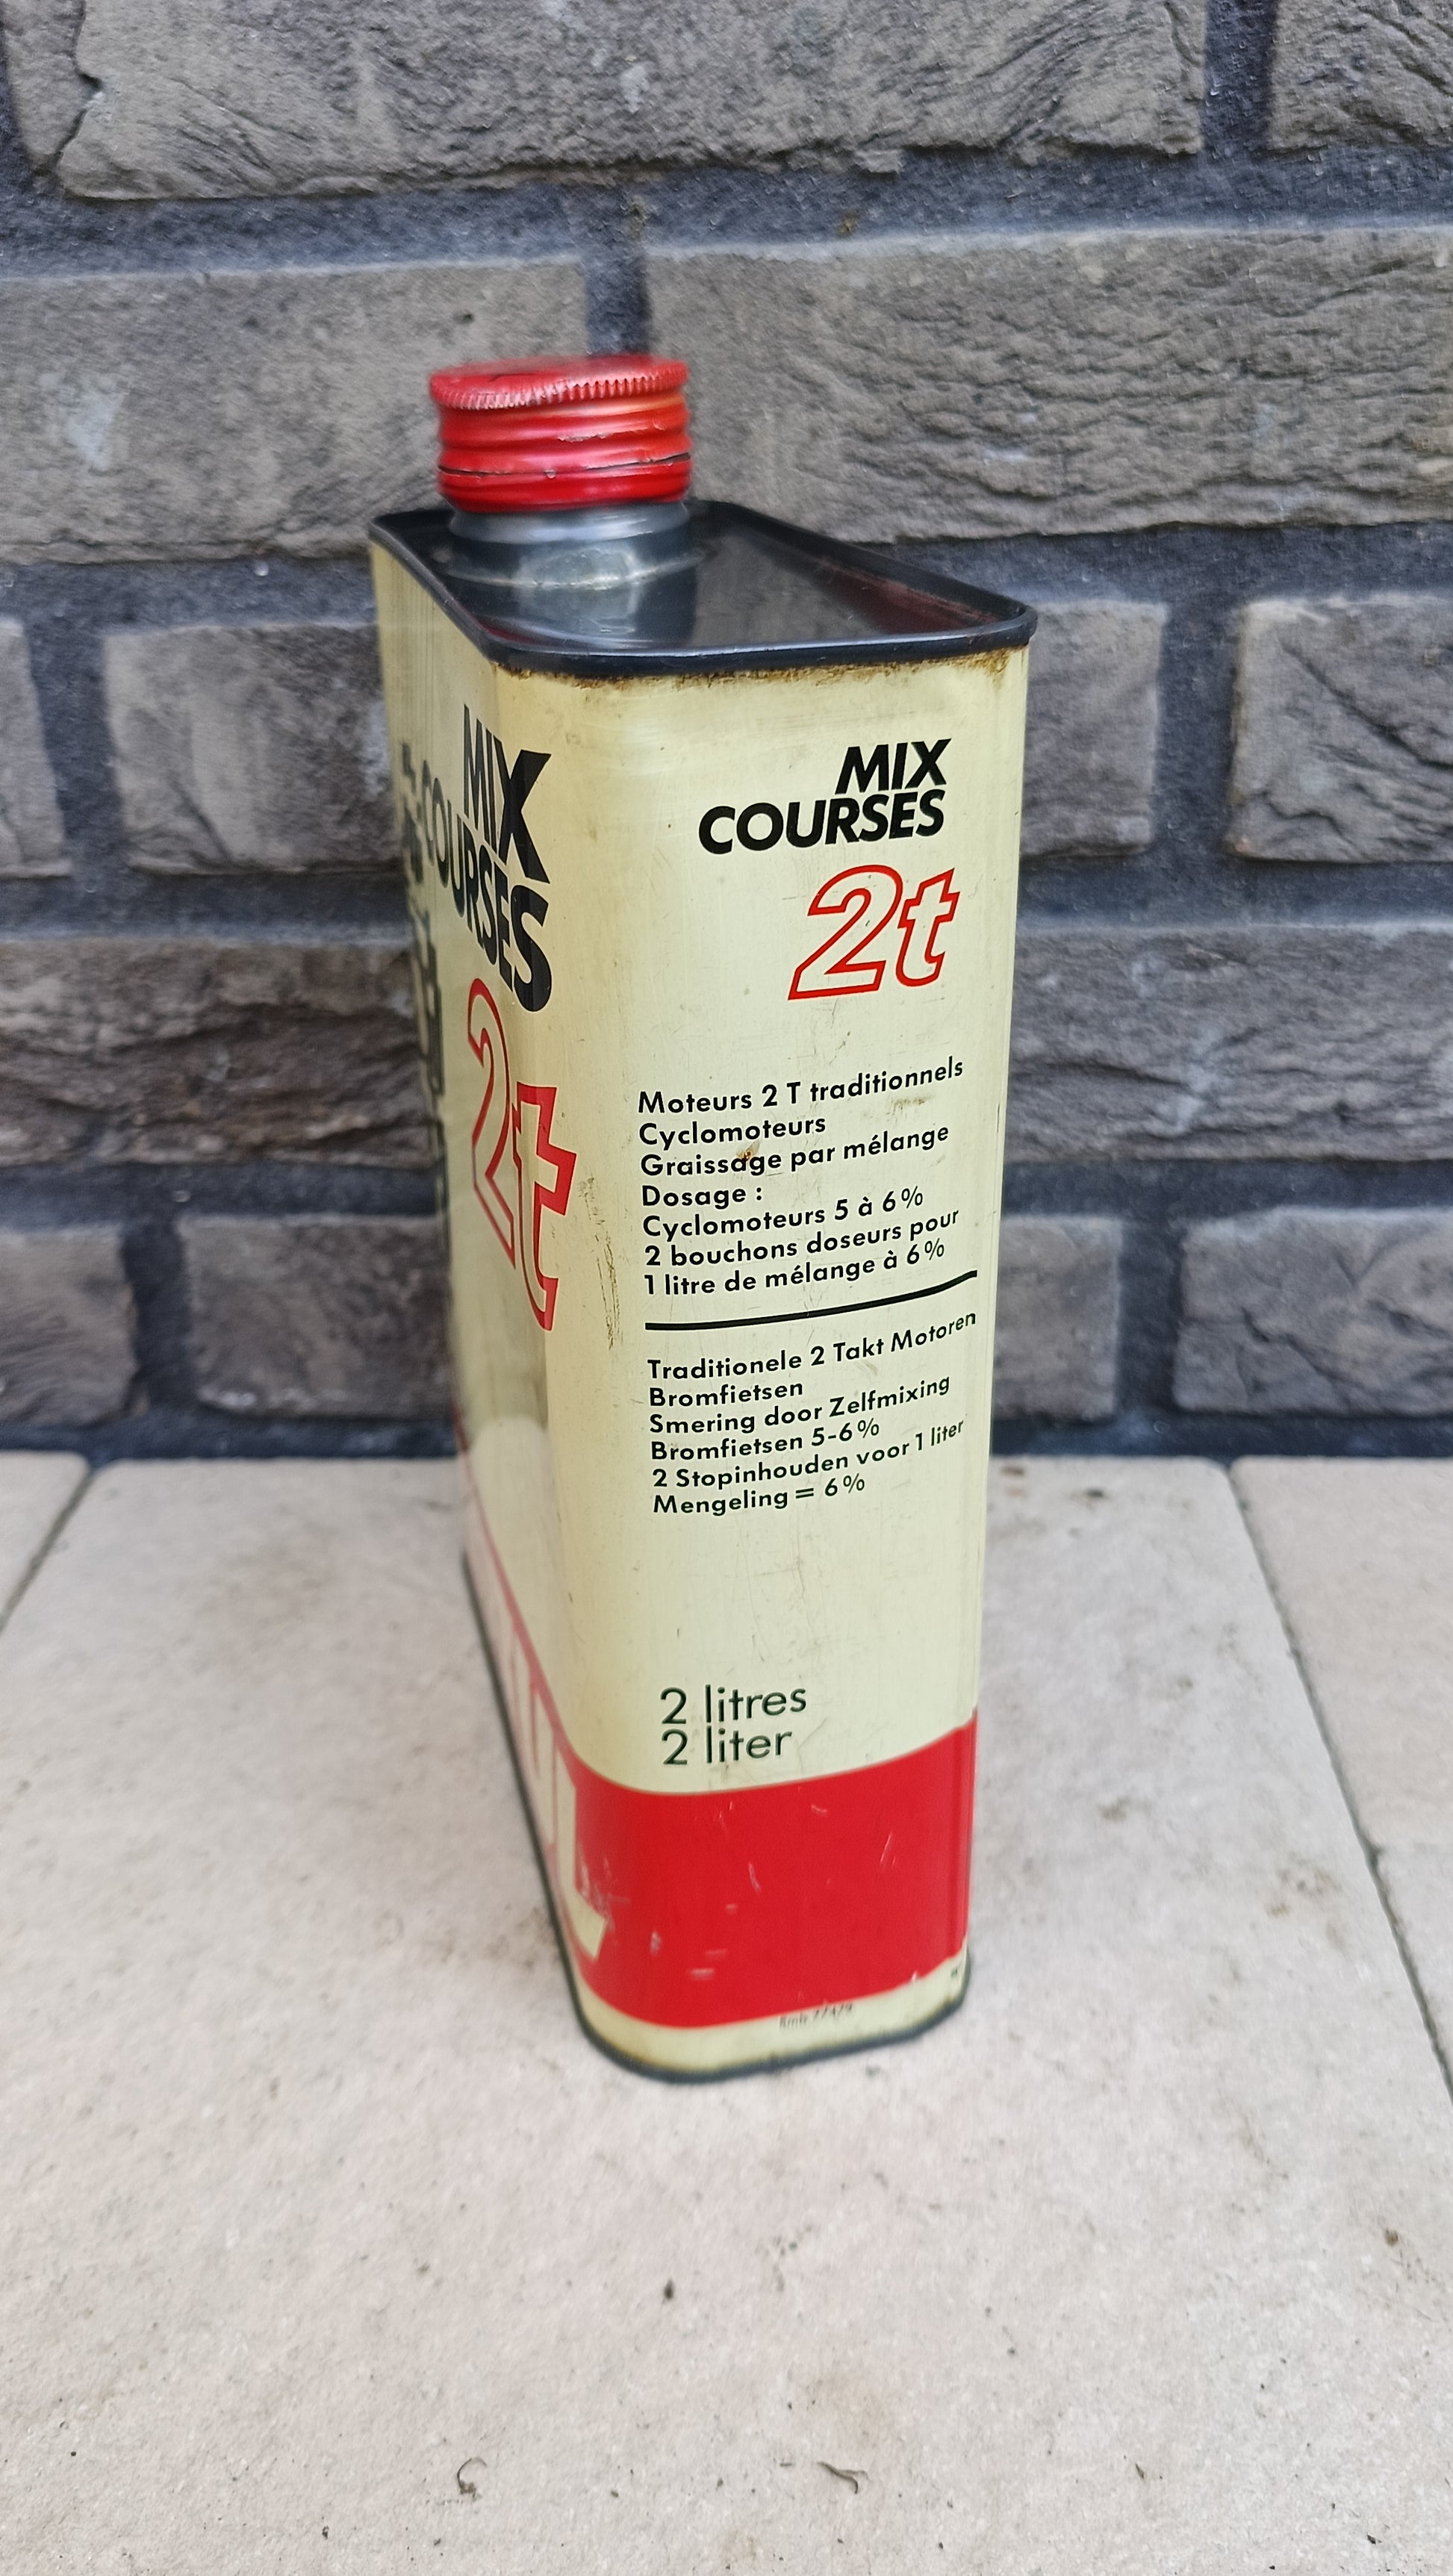 MIX
COURSES
2t
MIX
COURSES
2t
Moteurs 2 T traditionnels
Cyclomoteurs
Graissage par mélange
Dosage :
Cyclomoteurs 5 à 6%
2 bouchons doseurs pour
1 litre de mélange à 6%
Traditionele 2 Takt Motoren
Bromfietsen
Smering door Zelfmixing
Bromfietsen 5-6%
2 Stopinhouden voor 1 liter
Mengeling = 6%
2 litres
2 liter